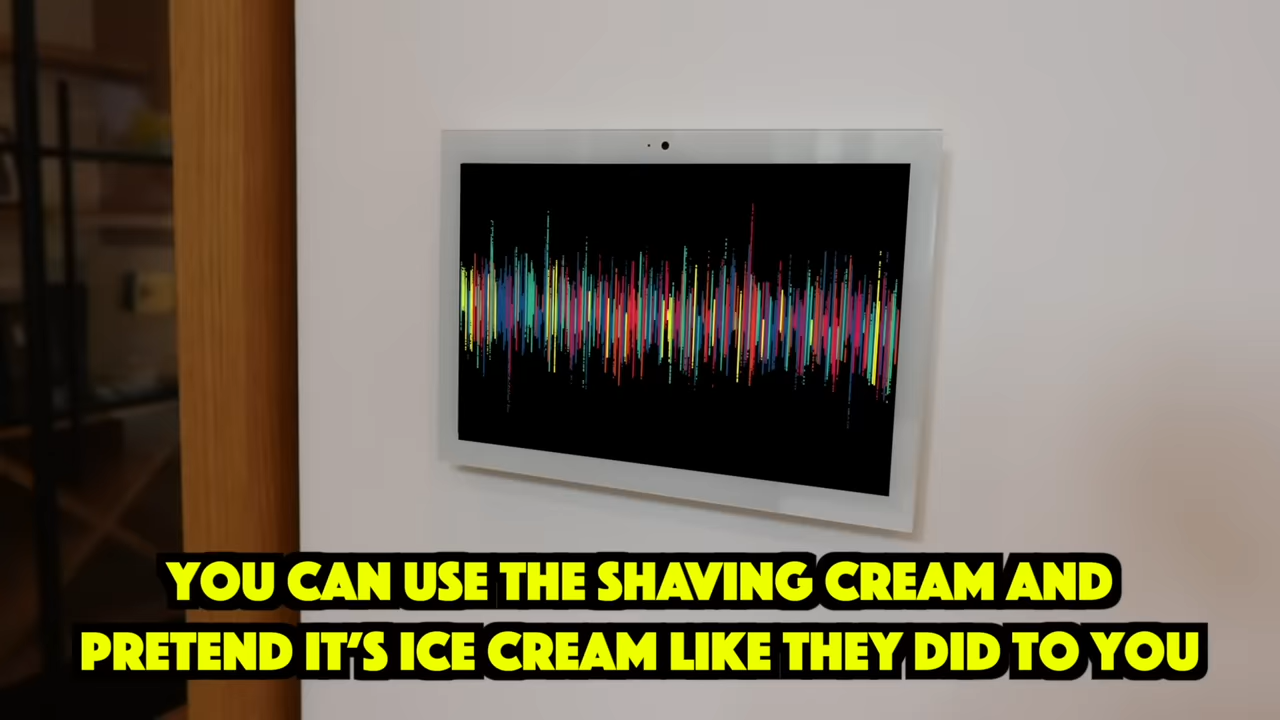 YOU CAN USE THE SHAVING CREAM AND
PRETEND IT'S ICE CREAM LIKE THEY DID TO YOU